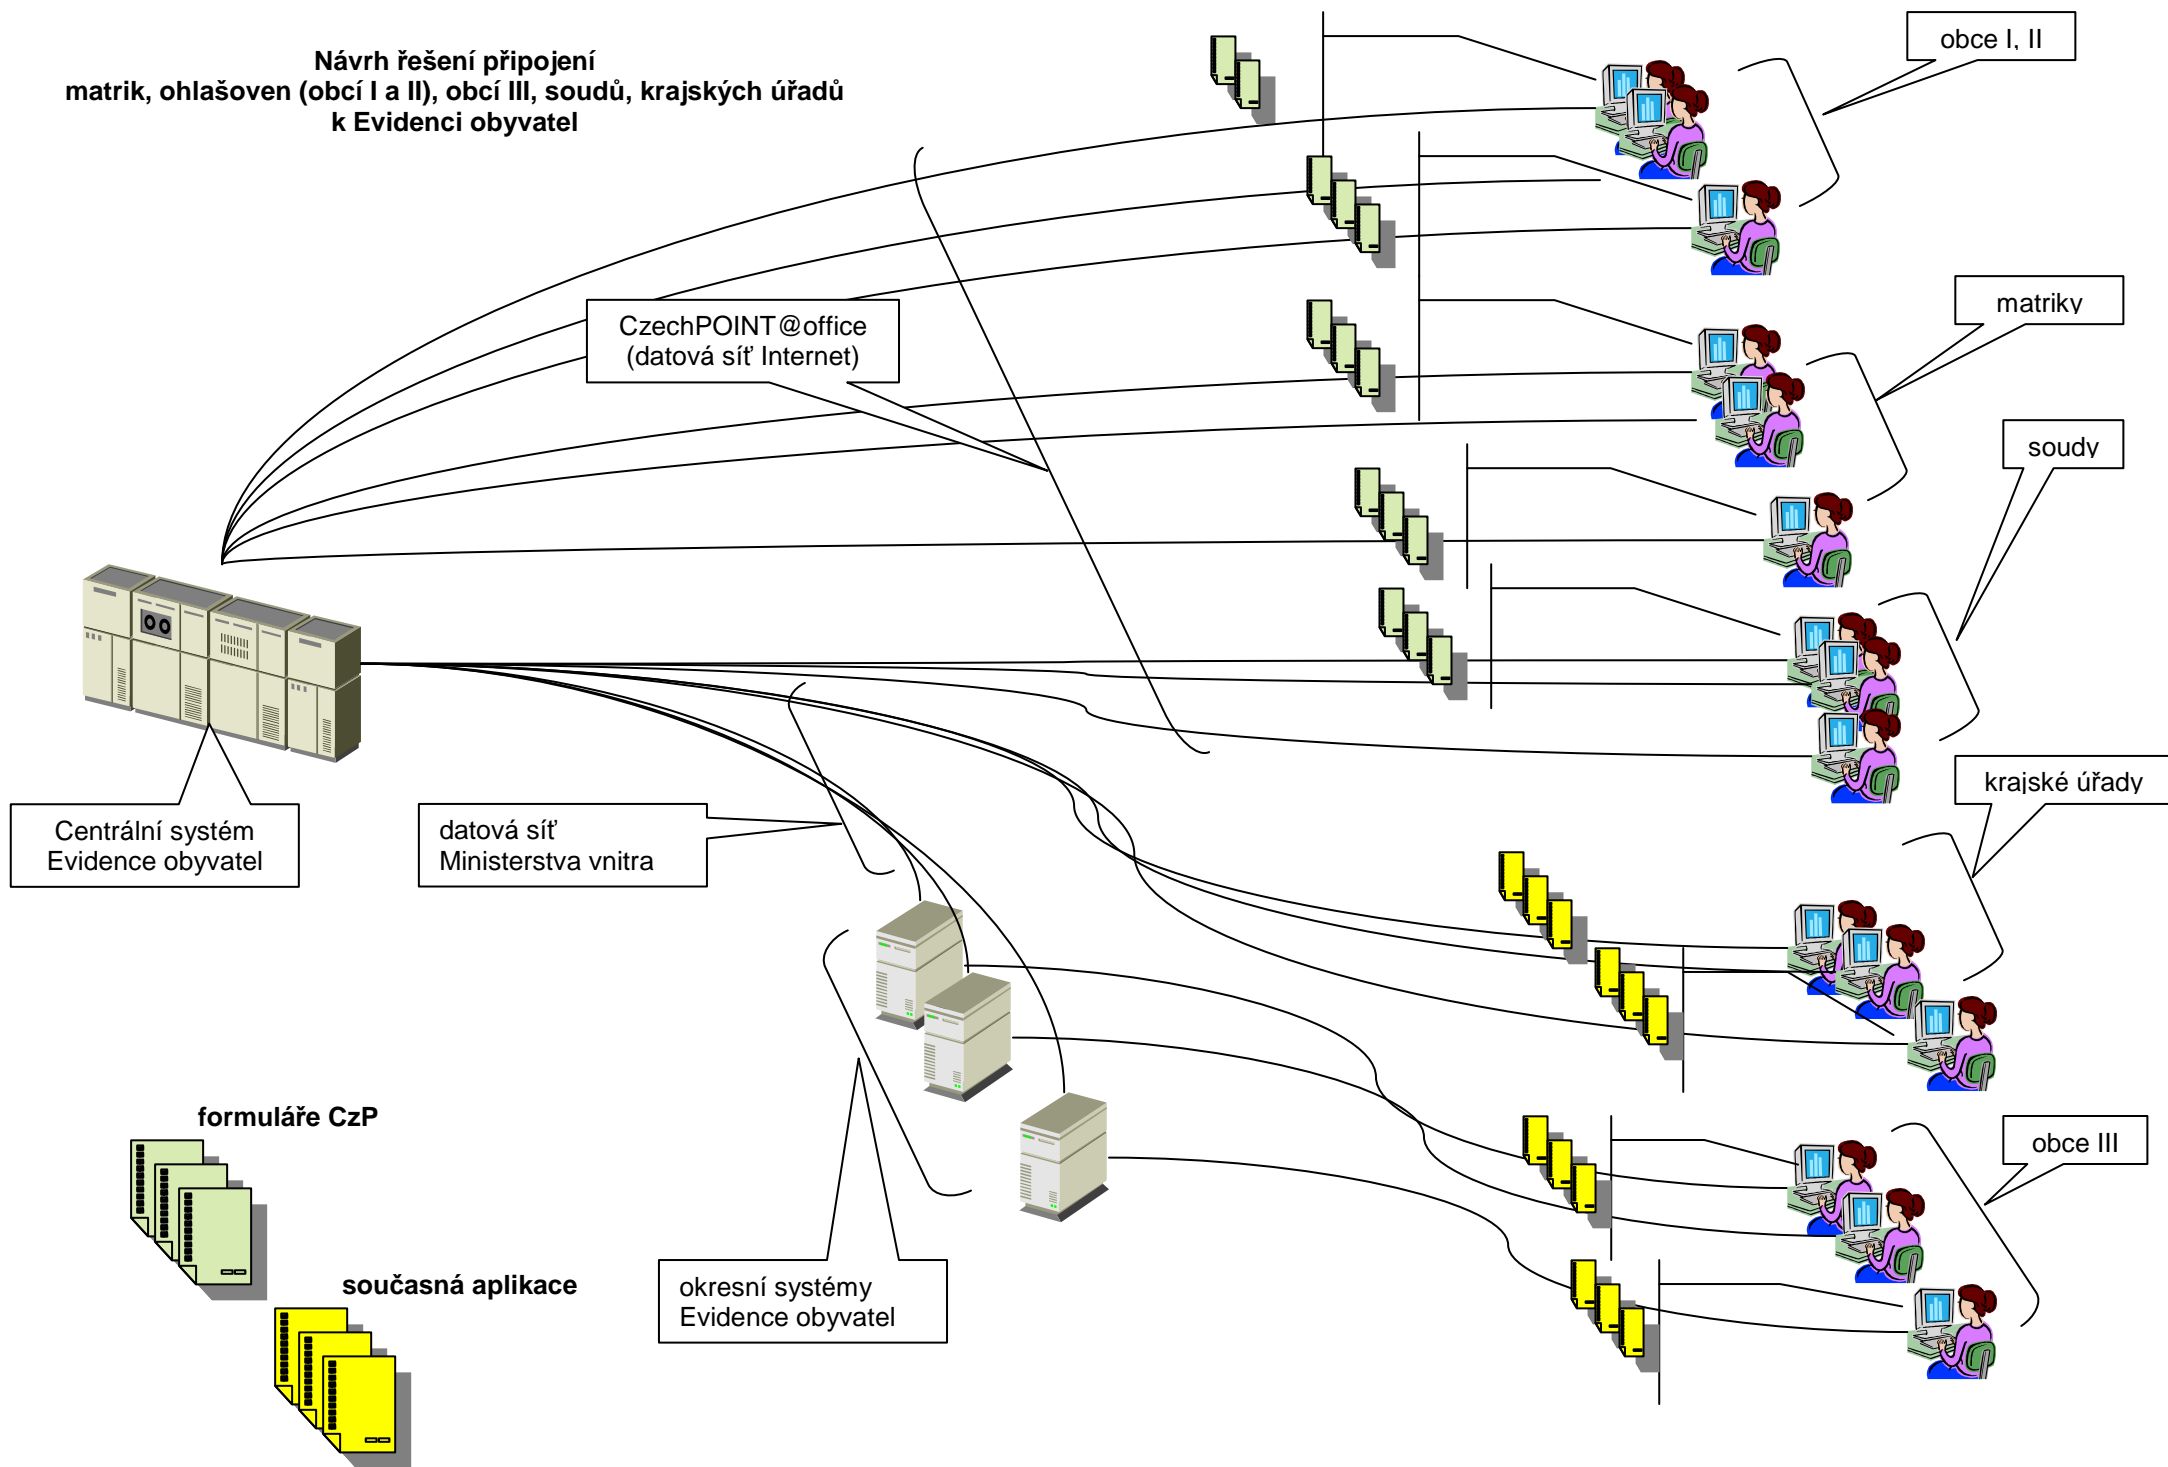 Návrh řešení připojení
matrik, ohlašoven (obcí I a II), obcí III, soudů, krajských úřadů
k Evidenci obyvatel
obce I, II
matriky
CzechPOINT@office
(datová síť Internet)
soudy
krajské úřady
Centrální systém
Evidence obyvatel
datová síť
Ministerstva vnitra
formuláře CzP
obce III
současná aplikace
okresní systémy
Evidence obyvatel